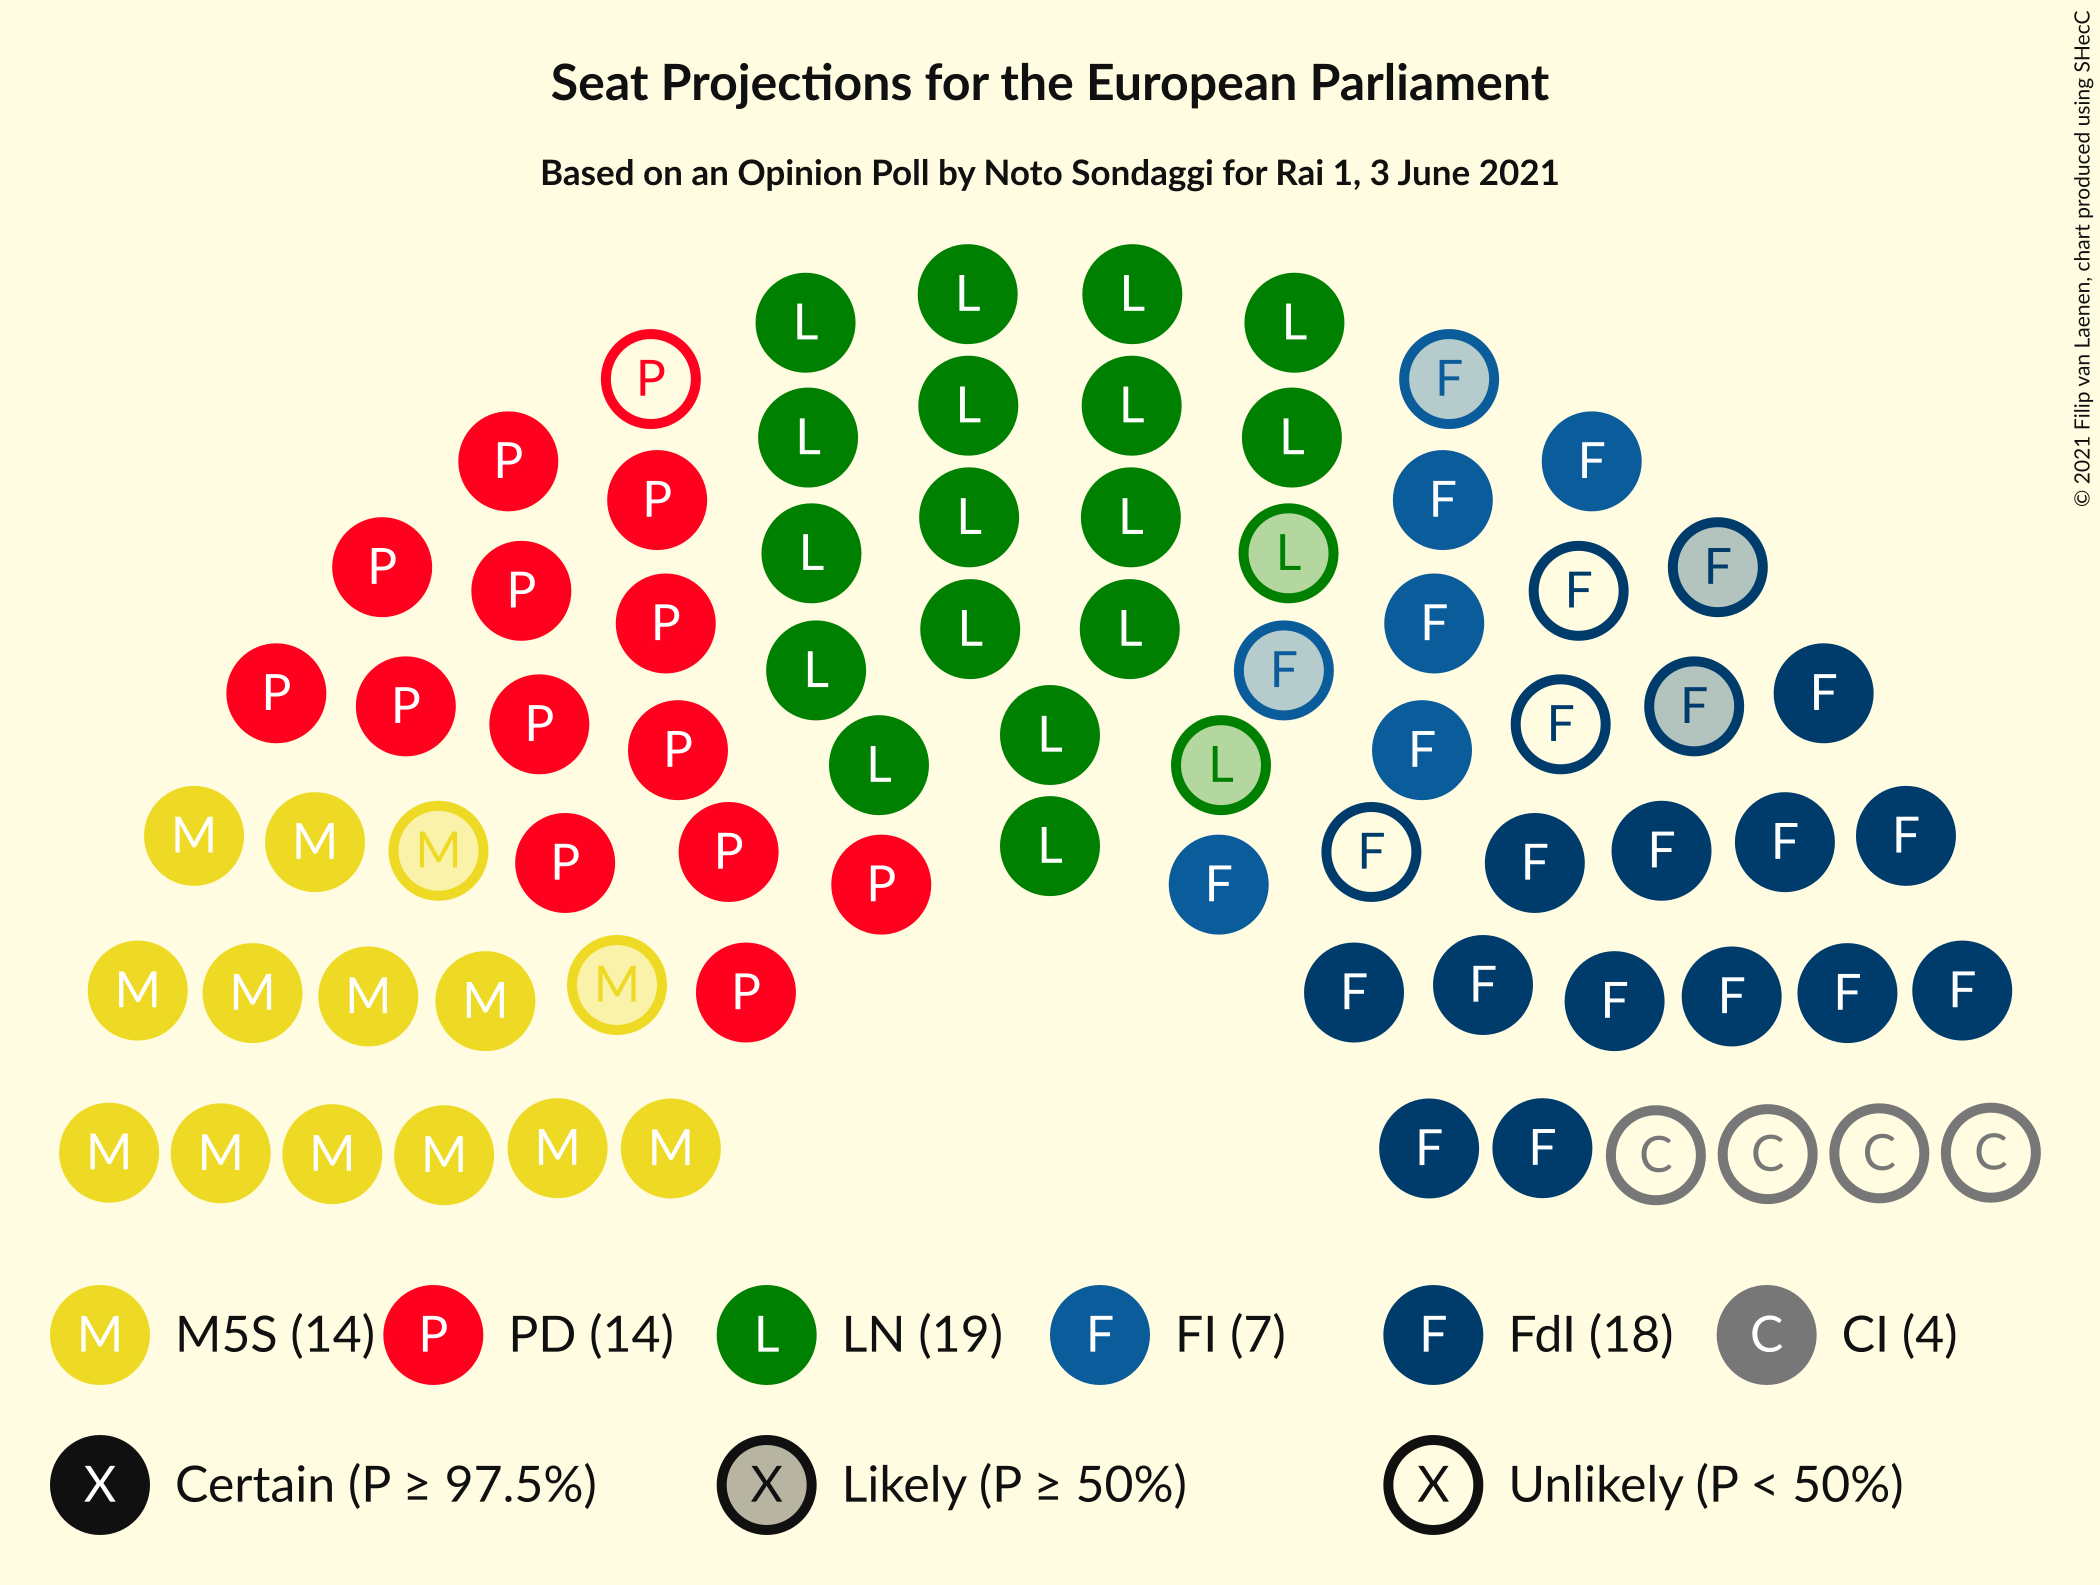 Seat Projections for the European Parliament
Based on an Opinion Poll by Noto Sondaggi for Rai 1, 3 June 2021
© 2021 Filip van Laenen, chart produced using SHecC
L L
L L
P F
L L
L L
P F
P F
L L
P L L F
P P L L F F
P P L L F F
L L
P P L F F F
P P F F
L L
L
M M M P P L F F F F F
P F
M M M M M P F F F F F F
M M M M M M F F C C C C
M M5S (14) P PD (14) L LN (19) F FI (7) F FdI (18) C CI (4)
X Certain (P ≥ 97.5%) X Likely (P ≥ 50%) X Unlikely (P < 50%)